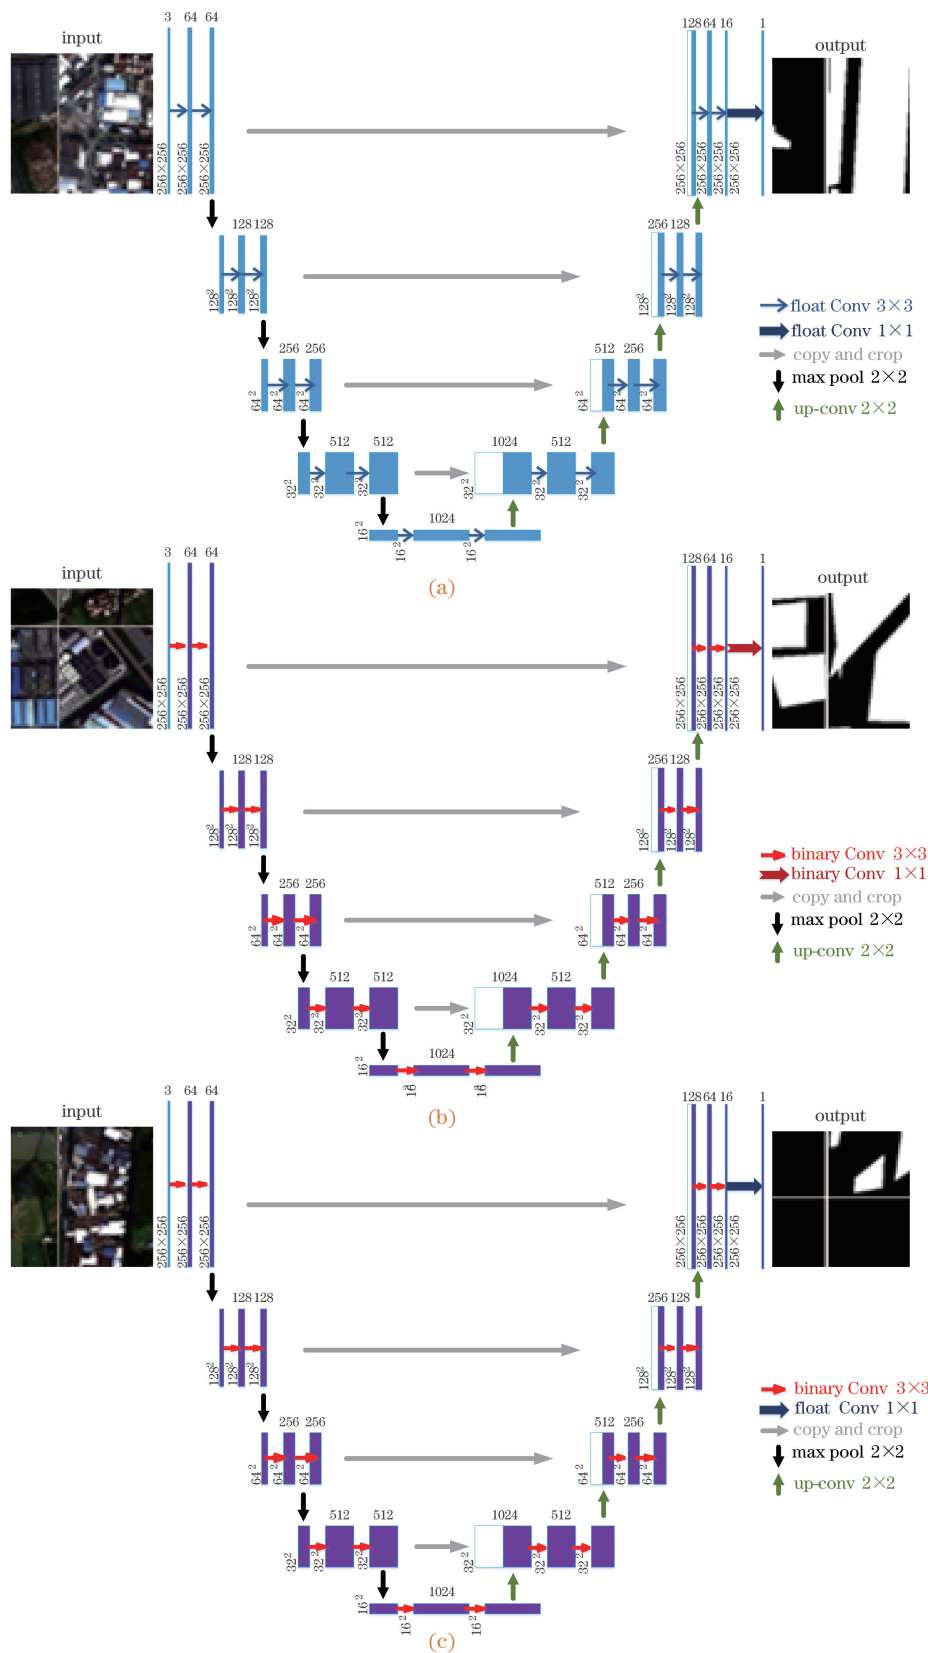 3 64 64
input
256×256 256×256 256×256
128 64 16 1
output
256×256 256×256 256×256 256×256
128 128
128² 128² 128²
256 128
128² 128² 128²
256 256
64² 64² 64²
512 256
64² 64² 64²
512 512
32² 32² 32²
1024 512
32² 32² 32²
1024
16² 16² 16²
float Conv 3×3
float Conv 1×1
copy and crop
max pool 2×2
up-conv 2×2
(a)
3 64 64
input
256×256 256×256 256×256
128 64 16 1
output
256×256 256×256 256×256 256×256
128 128
128² 128² 128²
256 128
128² 128² 128²
256 256
64² 64² 64²
512 256
64² 64² 64²
512 512
32² 32² 32²
1024 512
32² 32² 32²
1024
16² 16² 16²
binary Conv 3×3
binary Conv 1×1
copy and crop
max pool 2×2
up-conv 2×2
(b)
3 64 64
input
256×256 256×256 256×256
128 64 16 1
output
256×256 256×256 256×256 256×256
128 128
128² 128² 128²
256 128
128² 128² 128²
256 256
64² 64² 64²
512 256
64² 64² 64²
512 512
32² 32² 32²
1024 512
32² 32² 32²
1024
16² 16² 16²
binary Conv 3×3
float Conv 1×1
copy and crop
max pool 2×2
up-conv 2×2
(c)